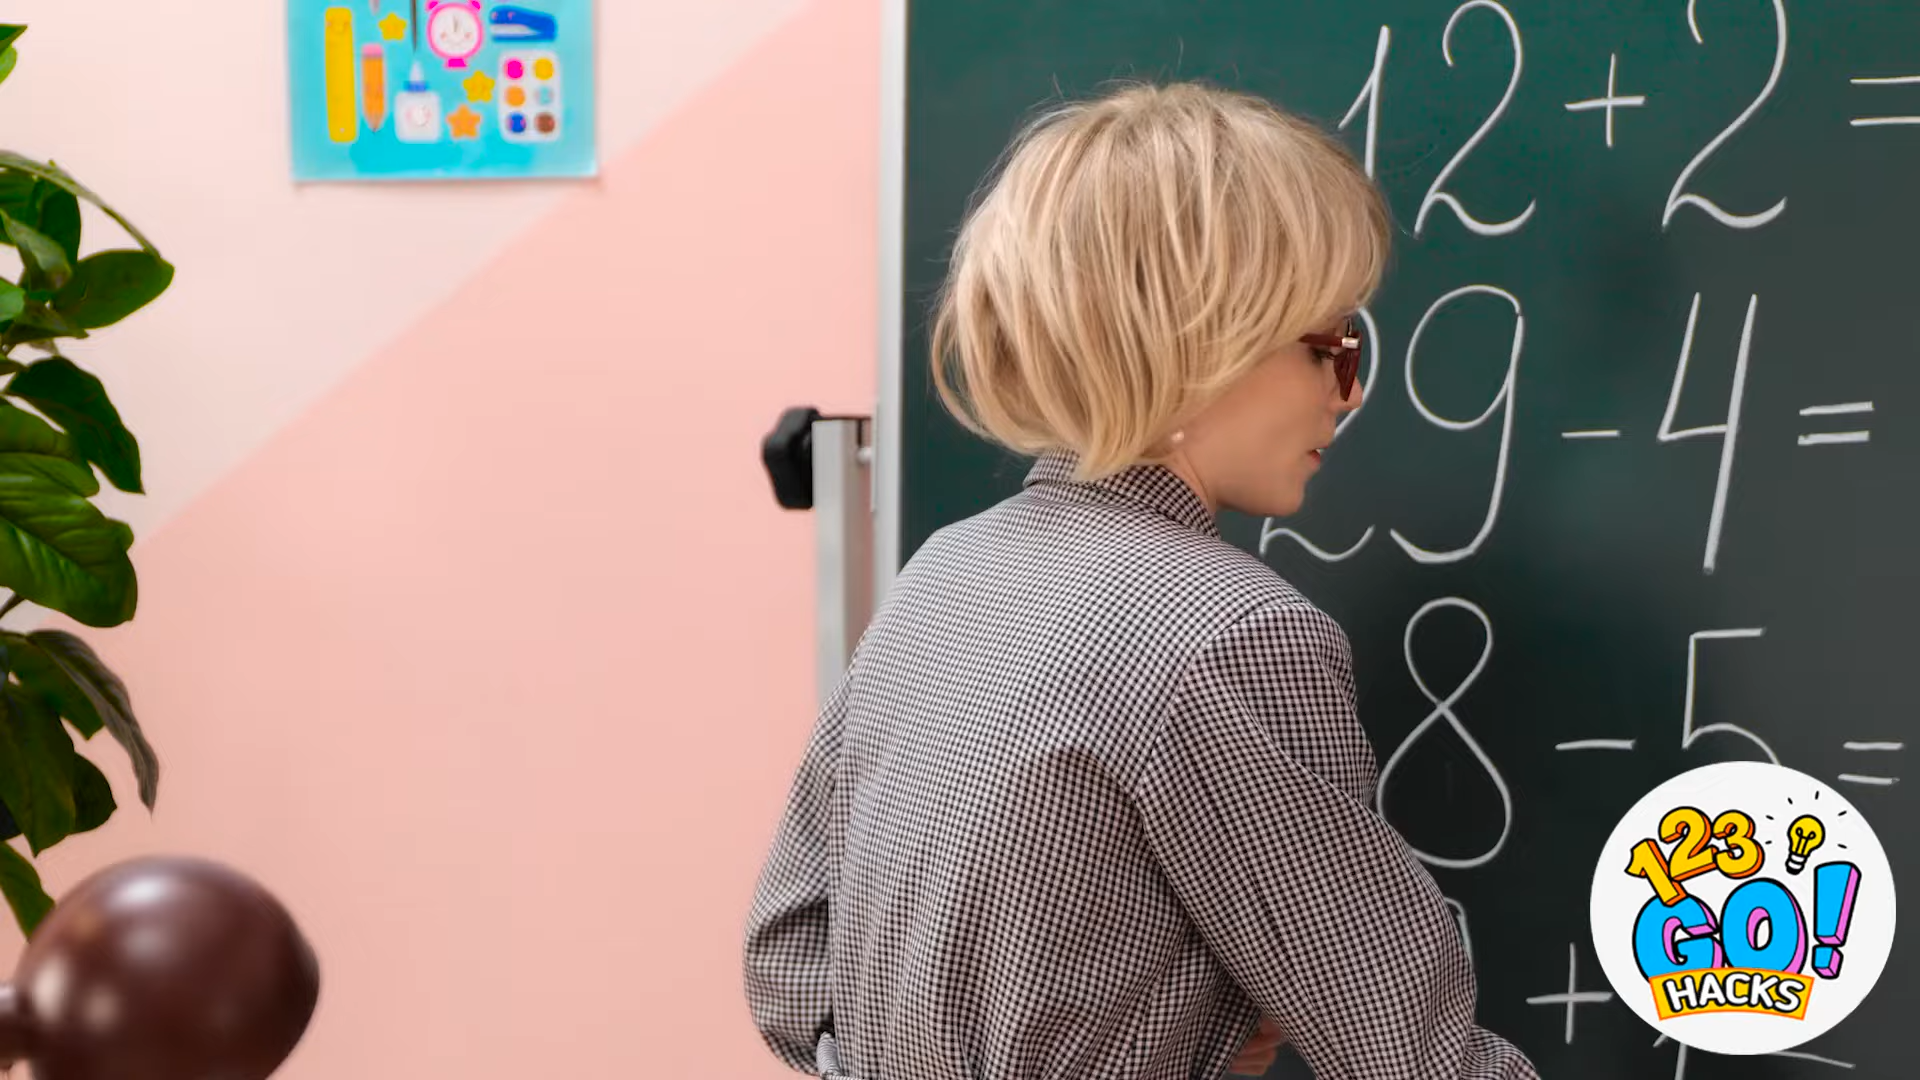 12 + 2 =
29 - 4 =
8 - 5 =
+
123
GO!
HACKS